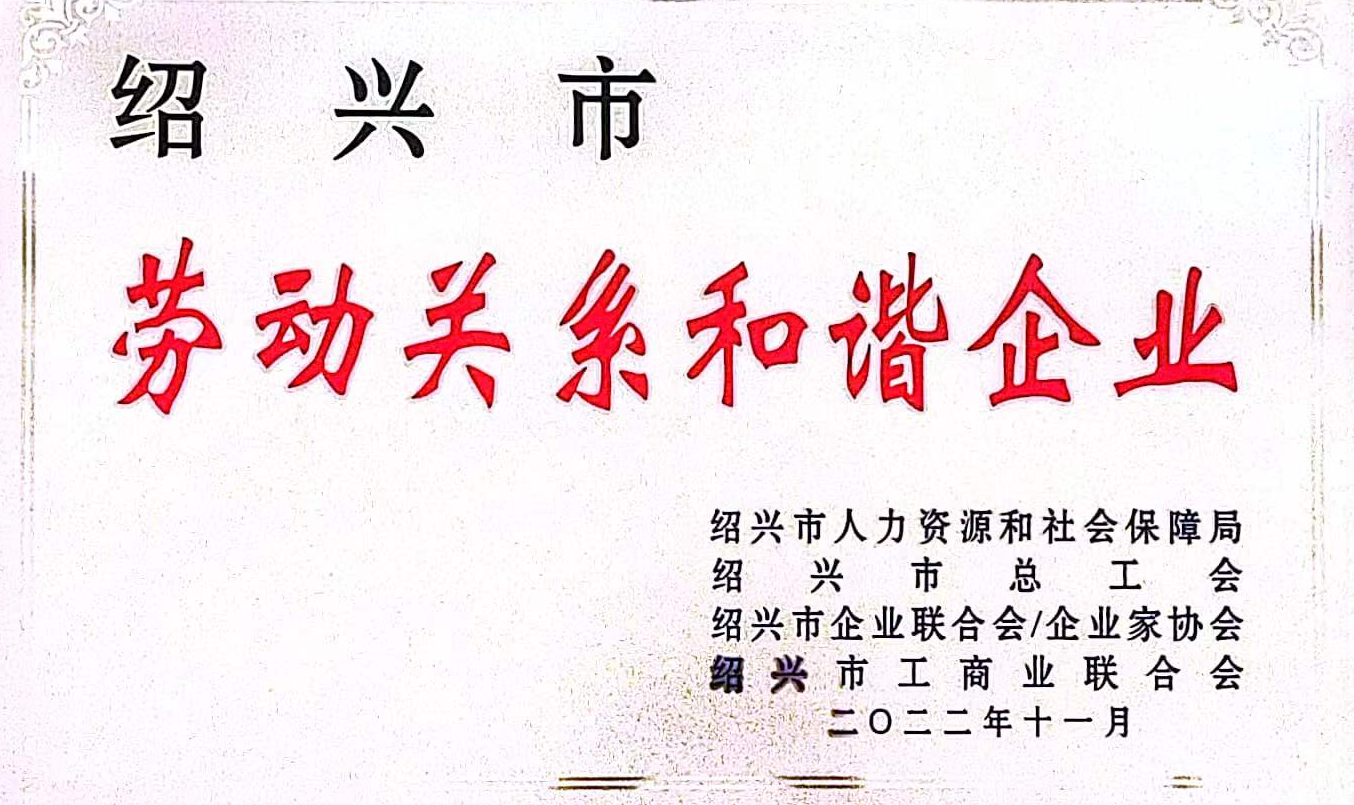 绍兴市
劳动关系和谐企业
绍兴市人力资源和社会保障局
绍兴市总工会
绍兴市企业联合会/企业家协会
绍兴市工商业联合会
二〇二二年十一月